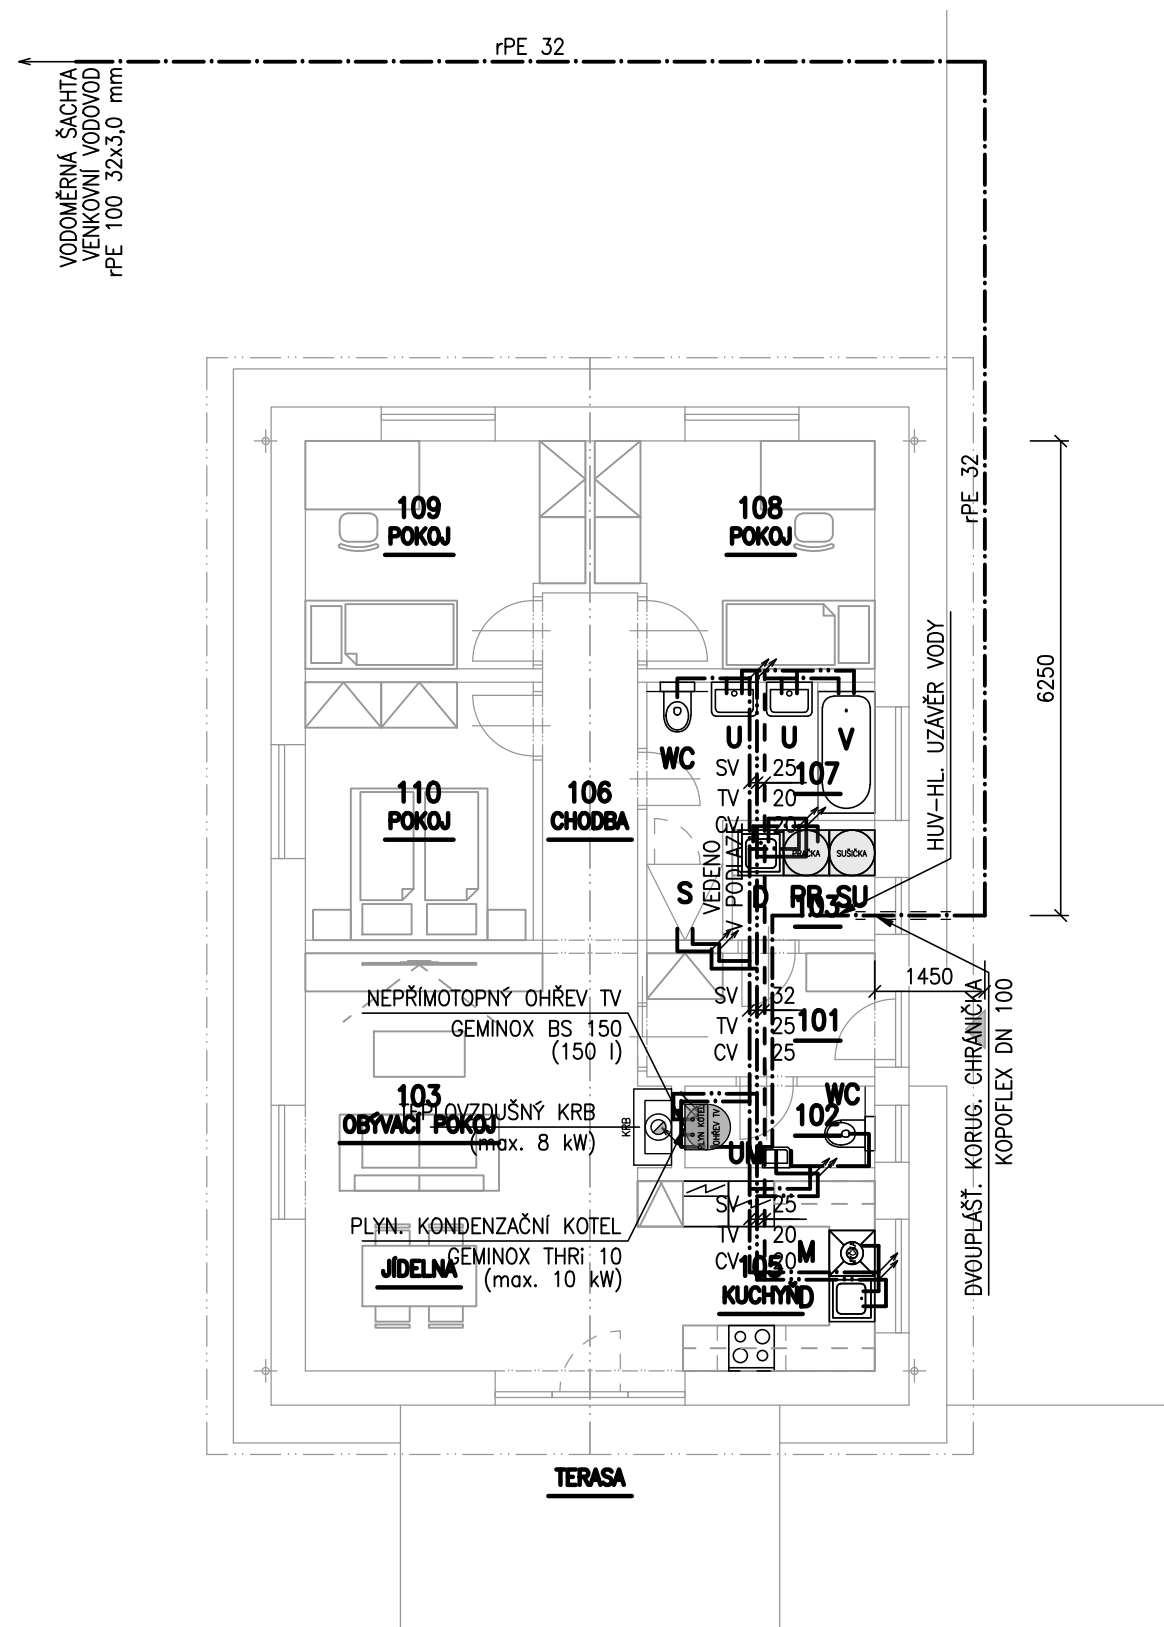 rPE 32
VODOMĚRNÁ ŠACHTA
VENKOVNÍ VODOVOD
rPE 100 32x3,0 mm
rPE 32
6250
HUV-HL. UZÁVĚR VODY
109
POKOJ
108
POKOJ
WC
U
U
V
SV 25
TV 20
CV 20
107
110
POKOJ
106
CHODBA
VEDENO
V PODLAZE
PRAČKA
SUŠIČKA
S
D
PR
SU
103
1450
DVOUPLÁŠŤ. KORUG. CHRÁNIČKA
KOPOFLEX DN 100
NEPŘÍMOTOPNÝ OHŘEV TV
GEMINOX BS 150
(150 l)
SV 32
TV 25
CV 25
101
103
OBÝVACÍ POKOJ
TEPLOVZDUŠNÝ KRB
(max. 8 kW)
KRB
PLYN KOTEL
OHŘEV TV
WC
102
UM
PLYN. KONDENZAČNÍ KOTEL
GEMINOX THRi 10
(max. 10 kW)
SV 25
TV 20
CV 20
M
JÍDELNA
105
KUCHYŇ
D
TERASA